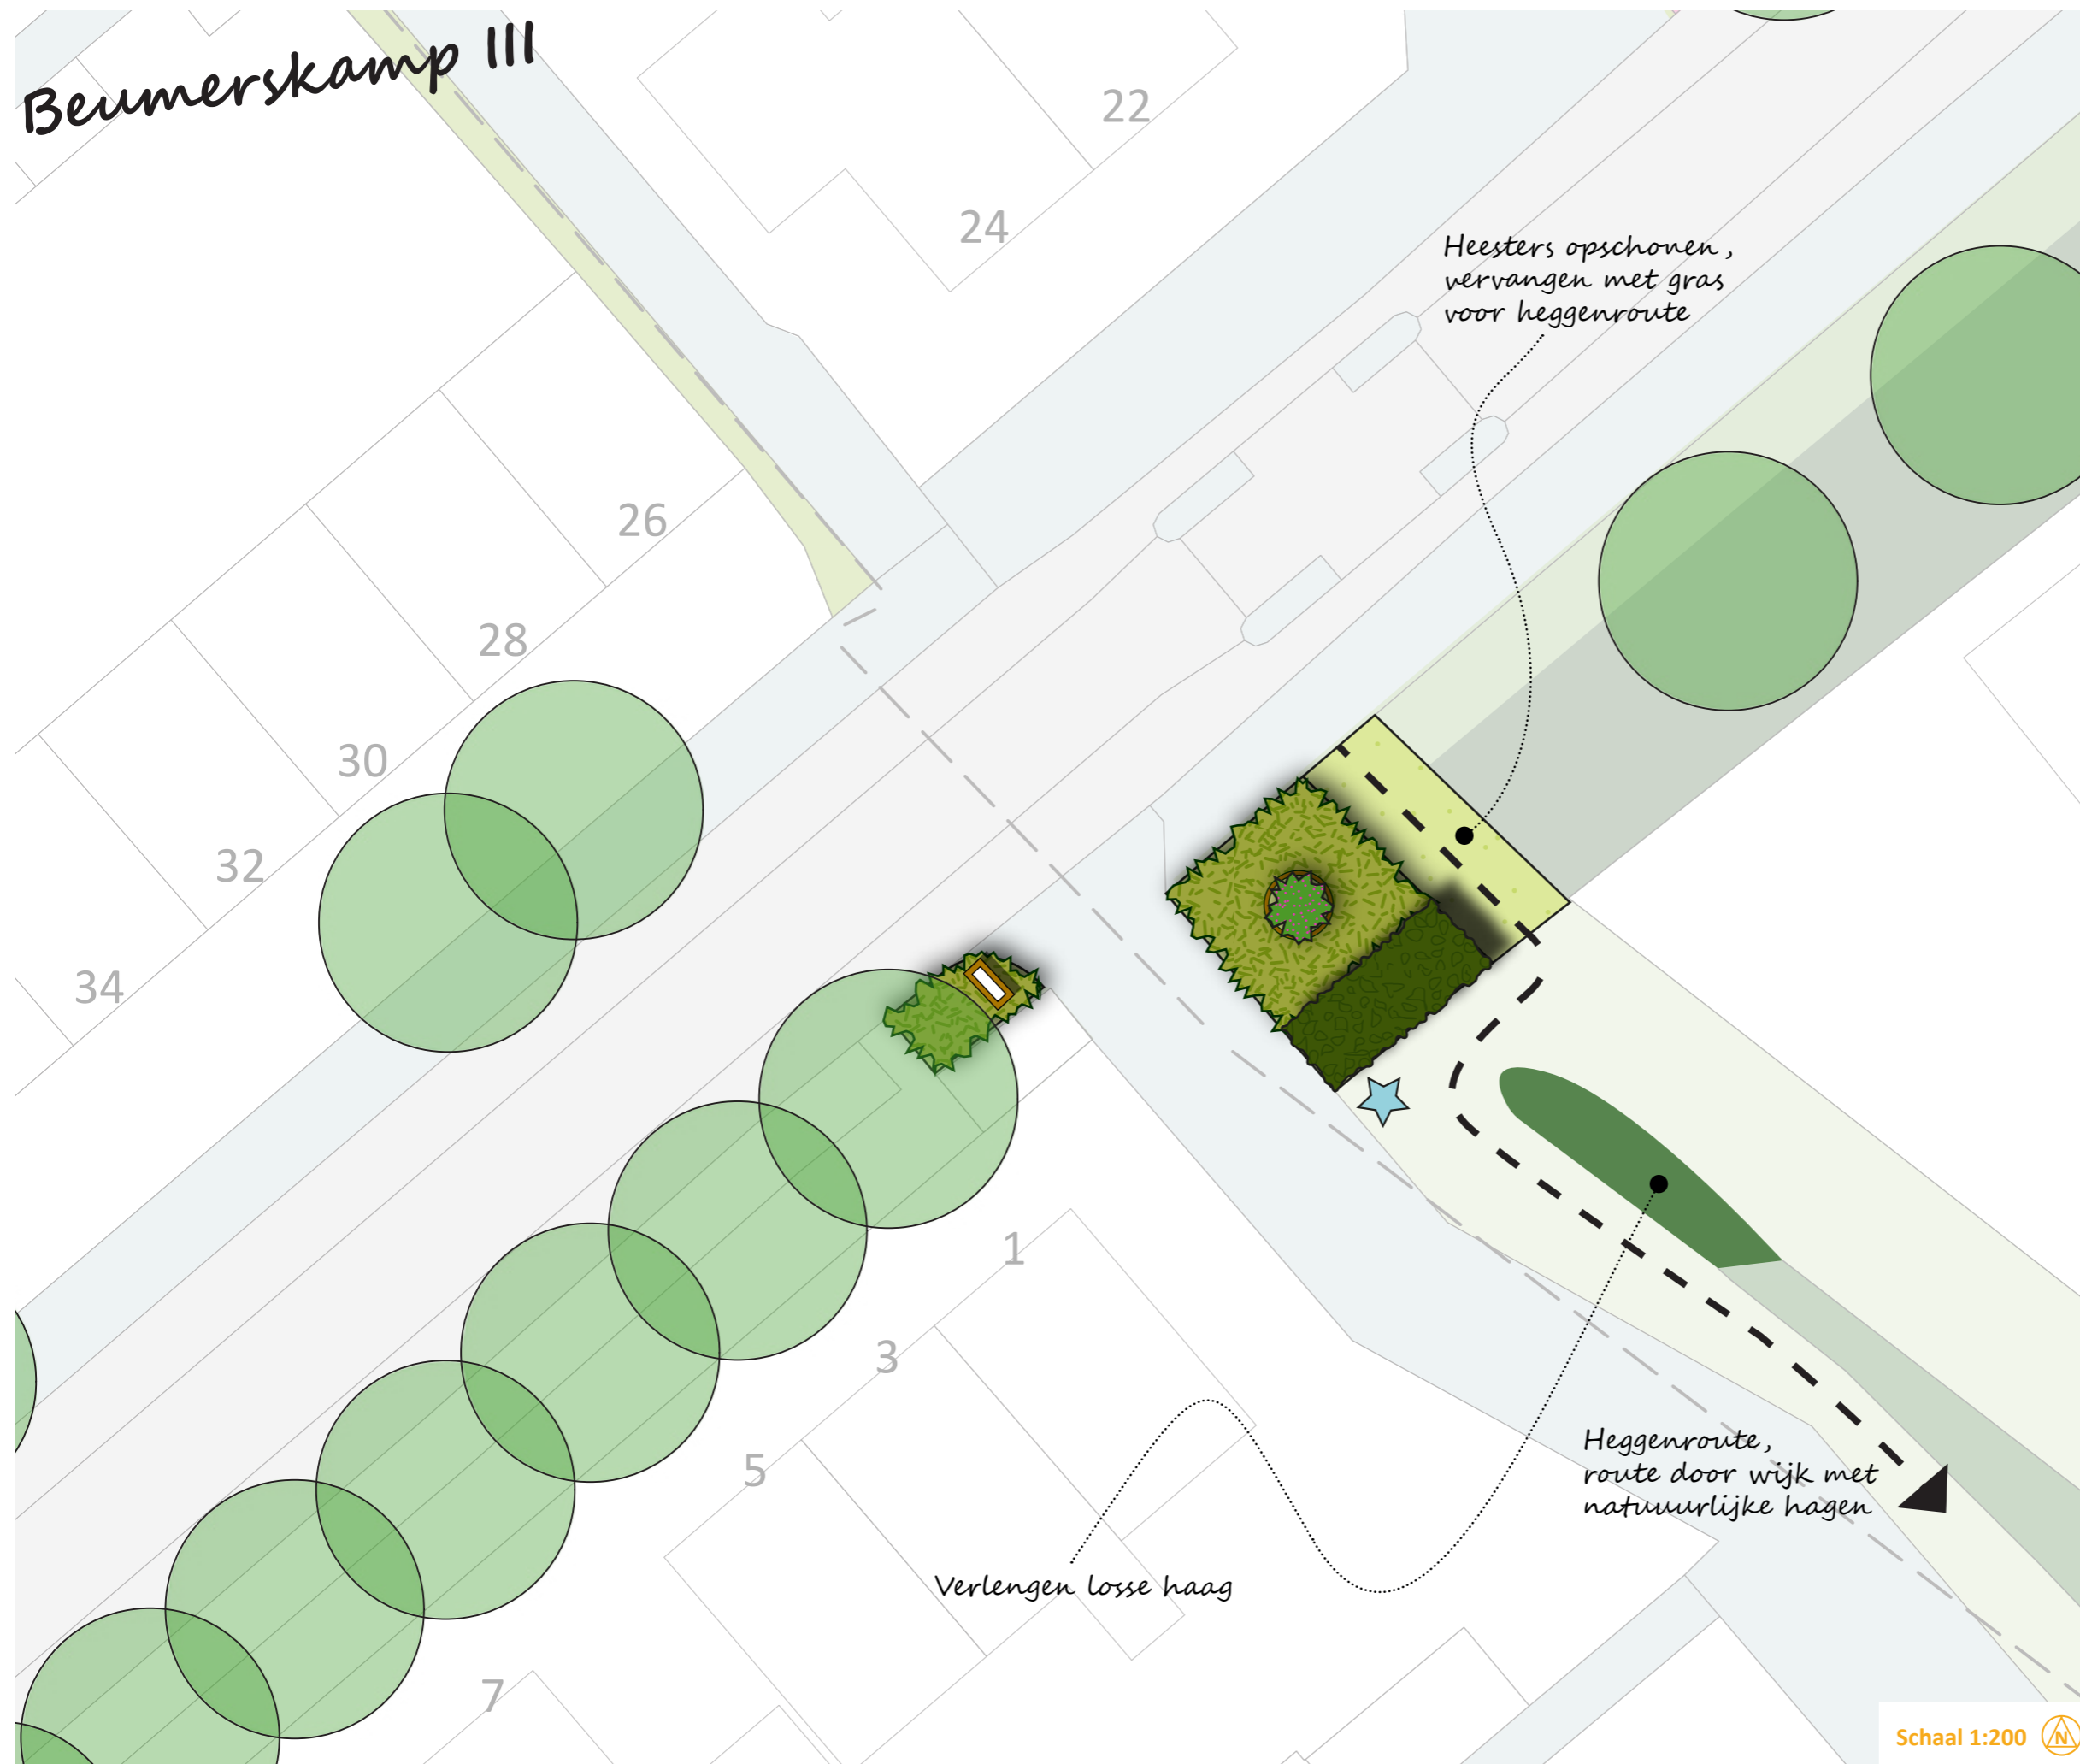 Beumerskamp III
22
24
Heesters opschonen,
vervangen met gras
voor heggenroute
26
28
30
32
34
1
3
5
7
Heggenroute,
route door wijk met
natuuurlijke hagen
Verlengen losse haag
Schaal 1:200
N